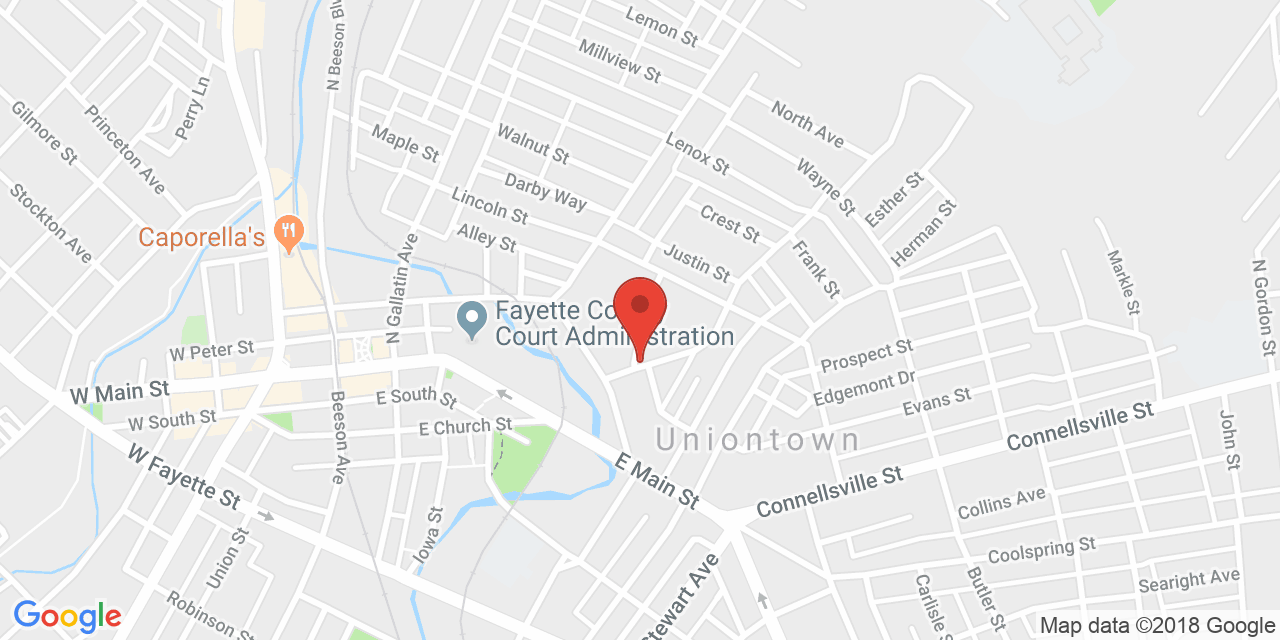 Lemon St
Millview St
N Beeson Blv
North Ave
Perry Ln
Gilmore St
Princeton Ave
Maple St
Walnut St
Lenox St
Wayne St
Darby Way
Esther St
Stockton Ave
Lincoln St
Crest St
Herman St
Caporella's
Alley St
Justin St
Frank St
Markle St
N Gallatin Ave
N Gordon St
Fayette Co
Court Administration
W Peter St
Prospect St
W Main St
Edgemont Dr
E South St
Evans St
W South St
Beeson Ave
E Church St
Connellsville St
Uniontown
W Fayette St
E Main St
John St
Connellsville St
Collins Ave
Iowa St
Union St
Coolspring St
Stewart Ave
Searight Ave
Butler St
Carlisle St
Robinson St
Google
Map data ©2018 Google